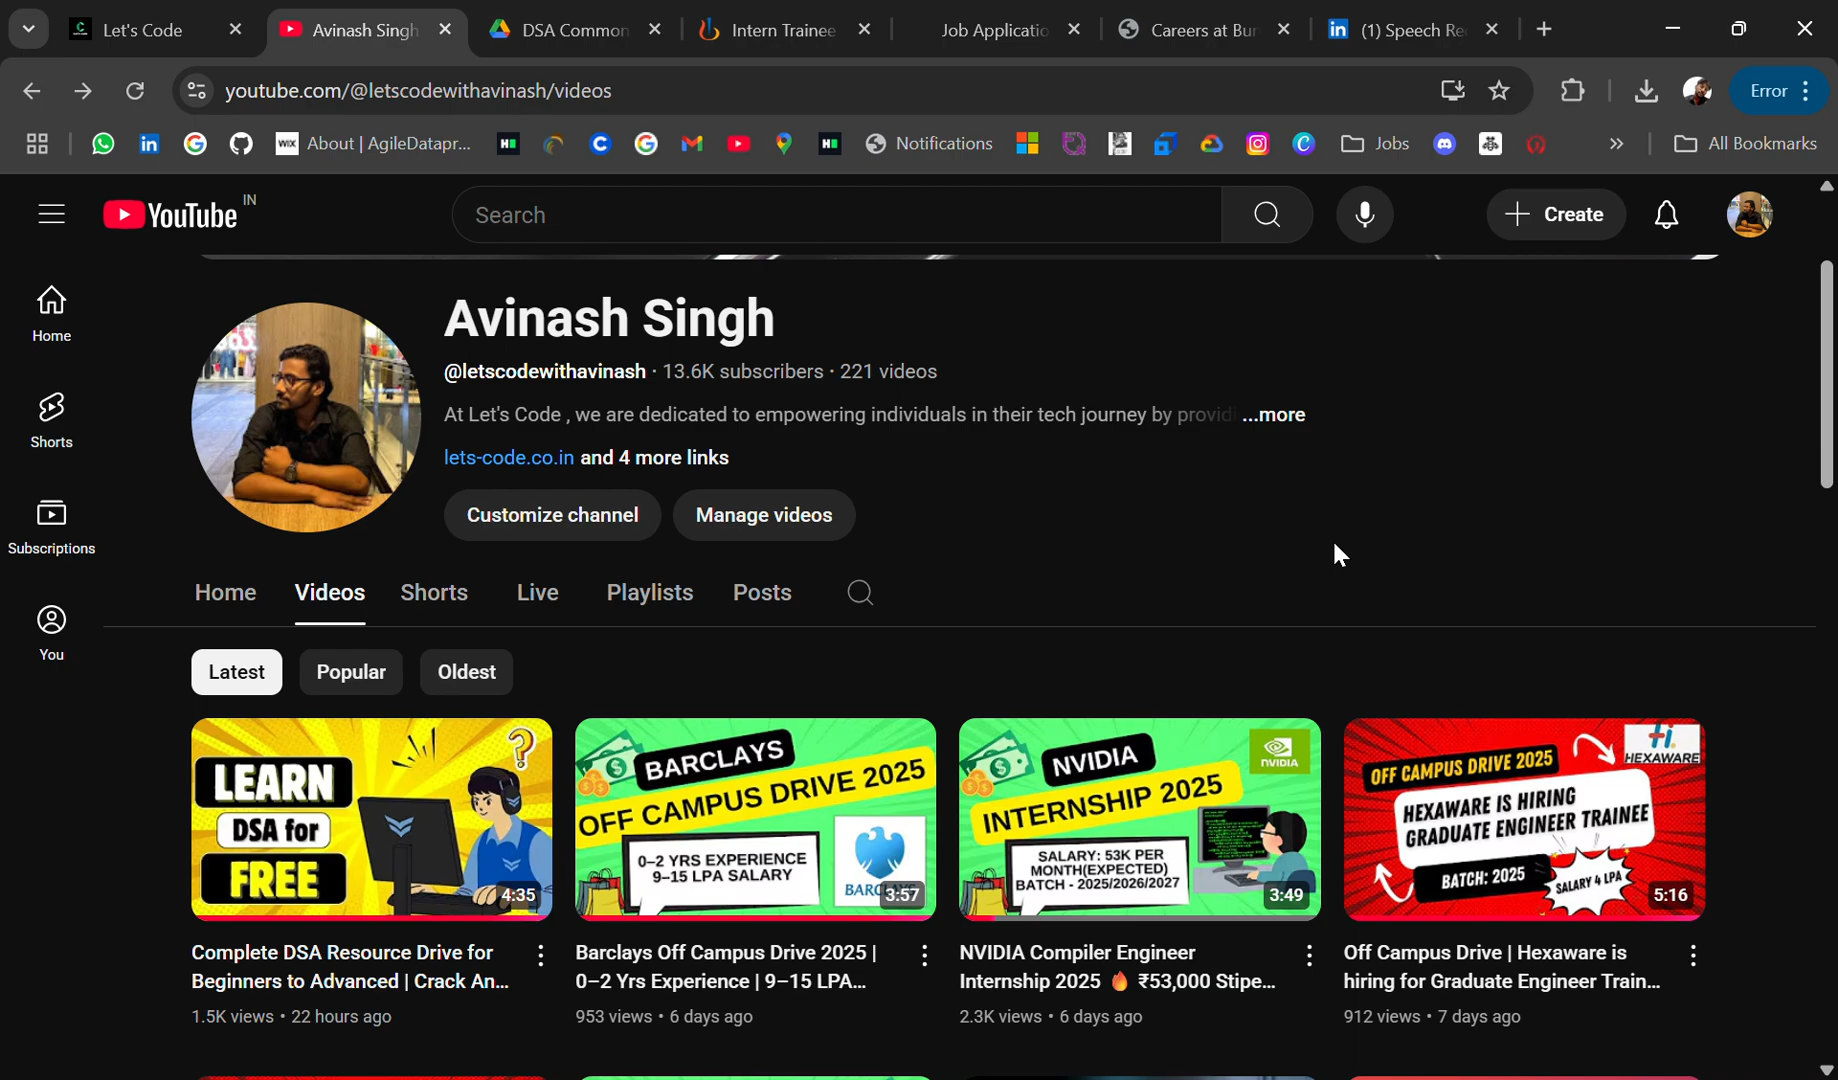 Let's Code
Avinash Singh
DSA Common
Intern Trainee
Job Applicatio
Careers at Bur
(1) Speech Re
youtube.com/@letscodewithavinash/videos
Error
About | AgileDatapr...
Notifications
Jobs
All Bookmarks
YouTube IN
Search
Create
Home
Shorts
Subscriptions
You
Avinash Singh
@letscodewithavinash · 13.6K subscribers · 221 videos
At Let's Code , we are dedicated to empowering individuals in their tech journey by providi ...more
lets-code.co.in and 4 more links
Customize channel
Manage videos
Home Videos Shorts Live Playlists Posts
Latest Popular Oldest
LEARN
DSA for
FREE
4:35
Complete DSA Resource Drive for
Beginners to Advanced | Crack An...
1.5K views • 22 hours ago
BARCLAYS
OFF CAMPUS DRIVE 2025
0–2 YRS EXPERIENCE
9–15 LPA SALARY
BARCLAYS
3:57
Barclays Off Campus Drive 2025 |
0–2 Yrs Experience | 9–15 LPA...
953 views • 6 days ago
NVIDIA
NVIDIA
INTERNSHIP 2025
SALARY: 53K PER
MONTH(EXPECTED)
BATCH - 2025/2026/2027
3:49
NVIDIA Compiler Engineer
Internship 2025 🔥 ₹53,000 Stipe...
2.3K views • 6 days ago
HEXAWARE
OFF CAMPUS DRIVE 2025
HEXAWARE IS HIRING
GRADUATE ENGINEER TRAINEE
BATCH: 2025
SALARY 4 LPA
5:16
Off Campus Drive | Hexaware is
hiring for Graduate Engineer Train...
912 views • 7 days ago